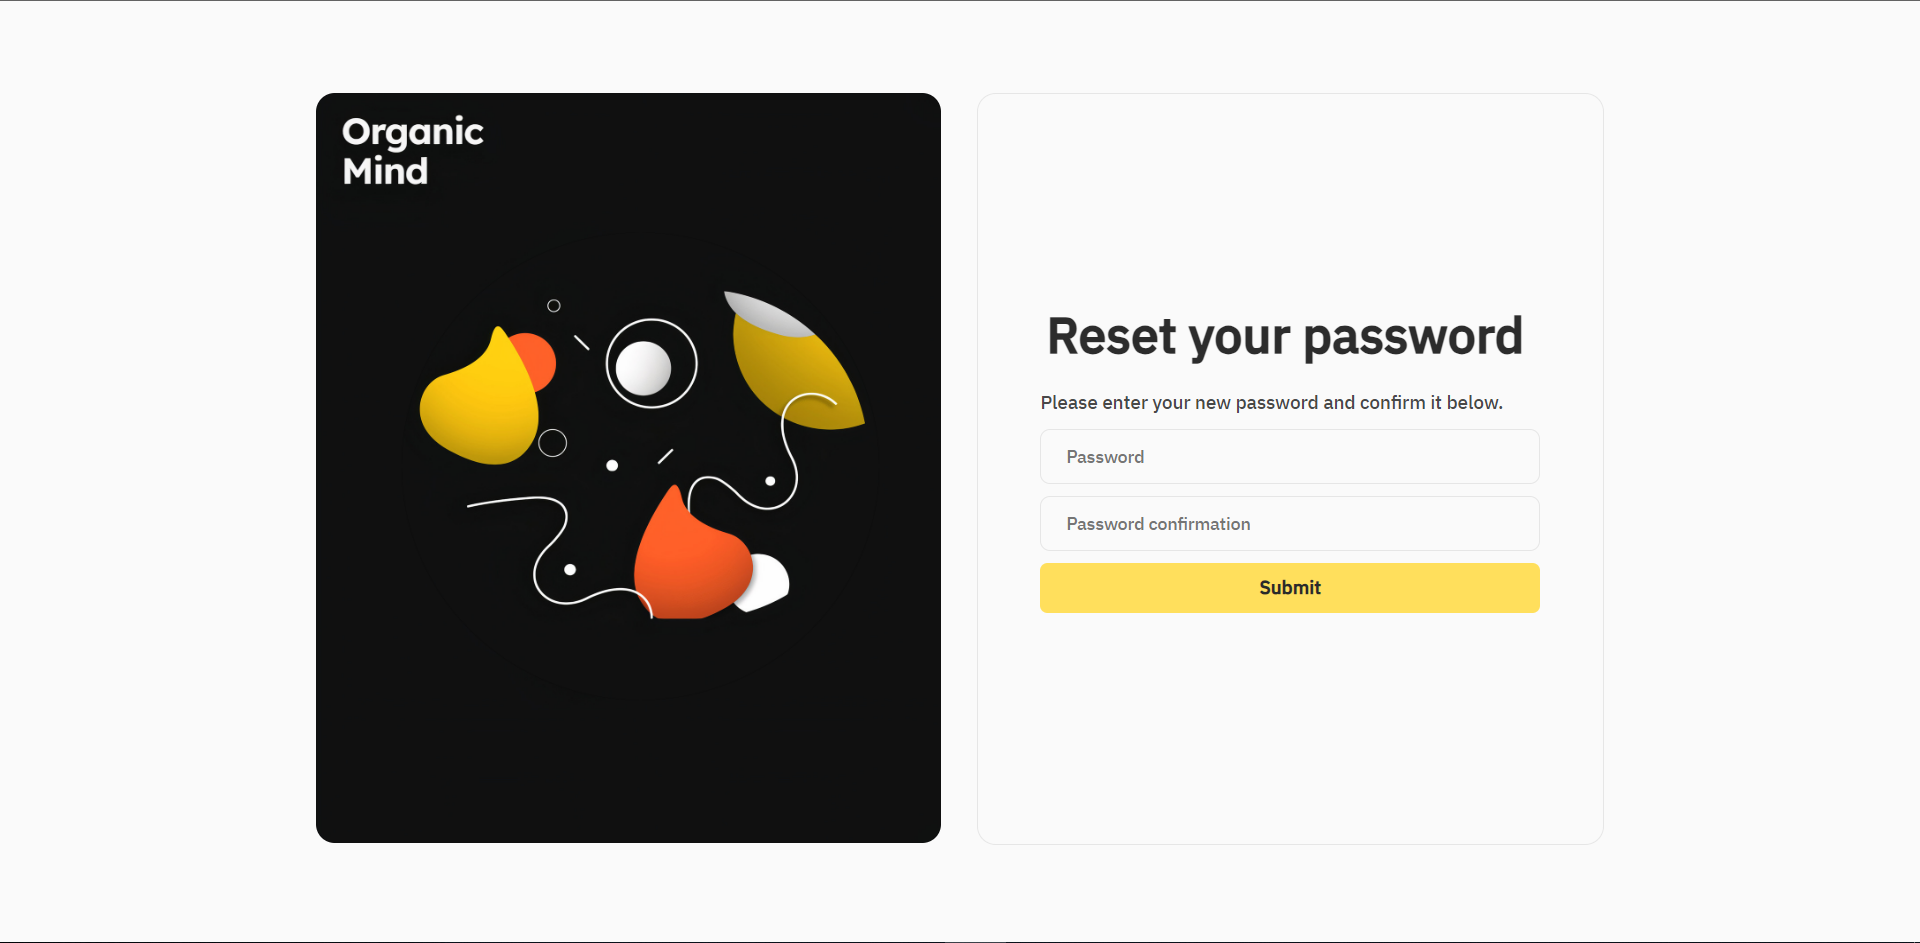 Organic
Mind
Reset your password
Please enter your new password and confirm it below.
Password
Password confirmation
Submit